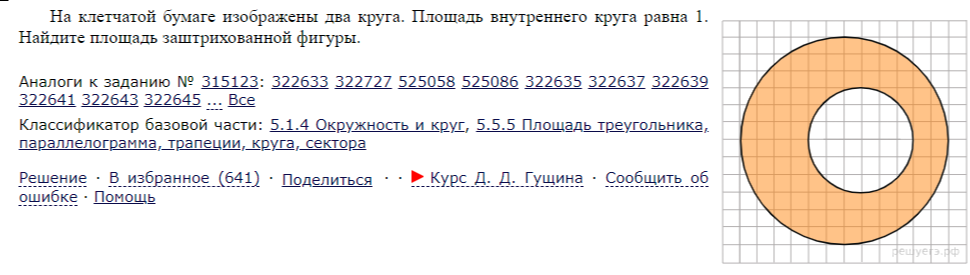 На клетчатой бумаге изображены два круга. Площадь внутреннего круга равна 1.
Найдите площадь заштрихованной фигуры.
Аналоги к заданию № 315123: 322633 322727 525058 525086 322635 322637 322639
322641 322643 322645 ... Все
Классификатор базовой части: 5.1.4 Окружность и круг, 5.5.5 Площадь треугольника,
параллелограмма, трапеции, круга, сектора
Решение · В избранное (641) · Поделиться · · Курс Д. Д. Гущина · Сообщить об
ошибке · Помощь
решуегэ.рф